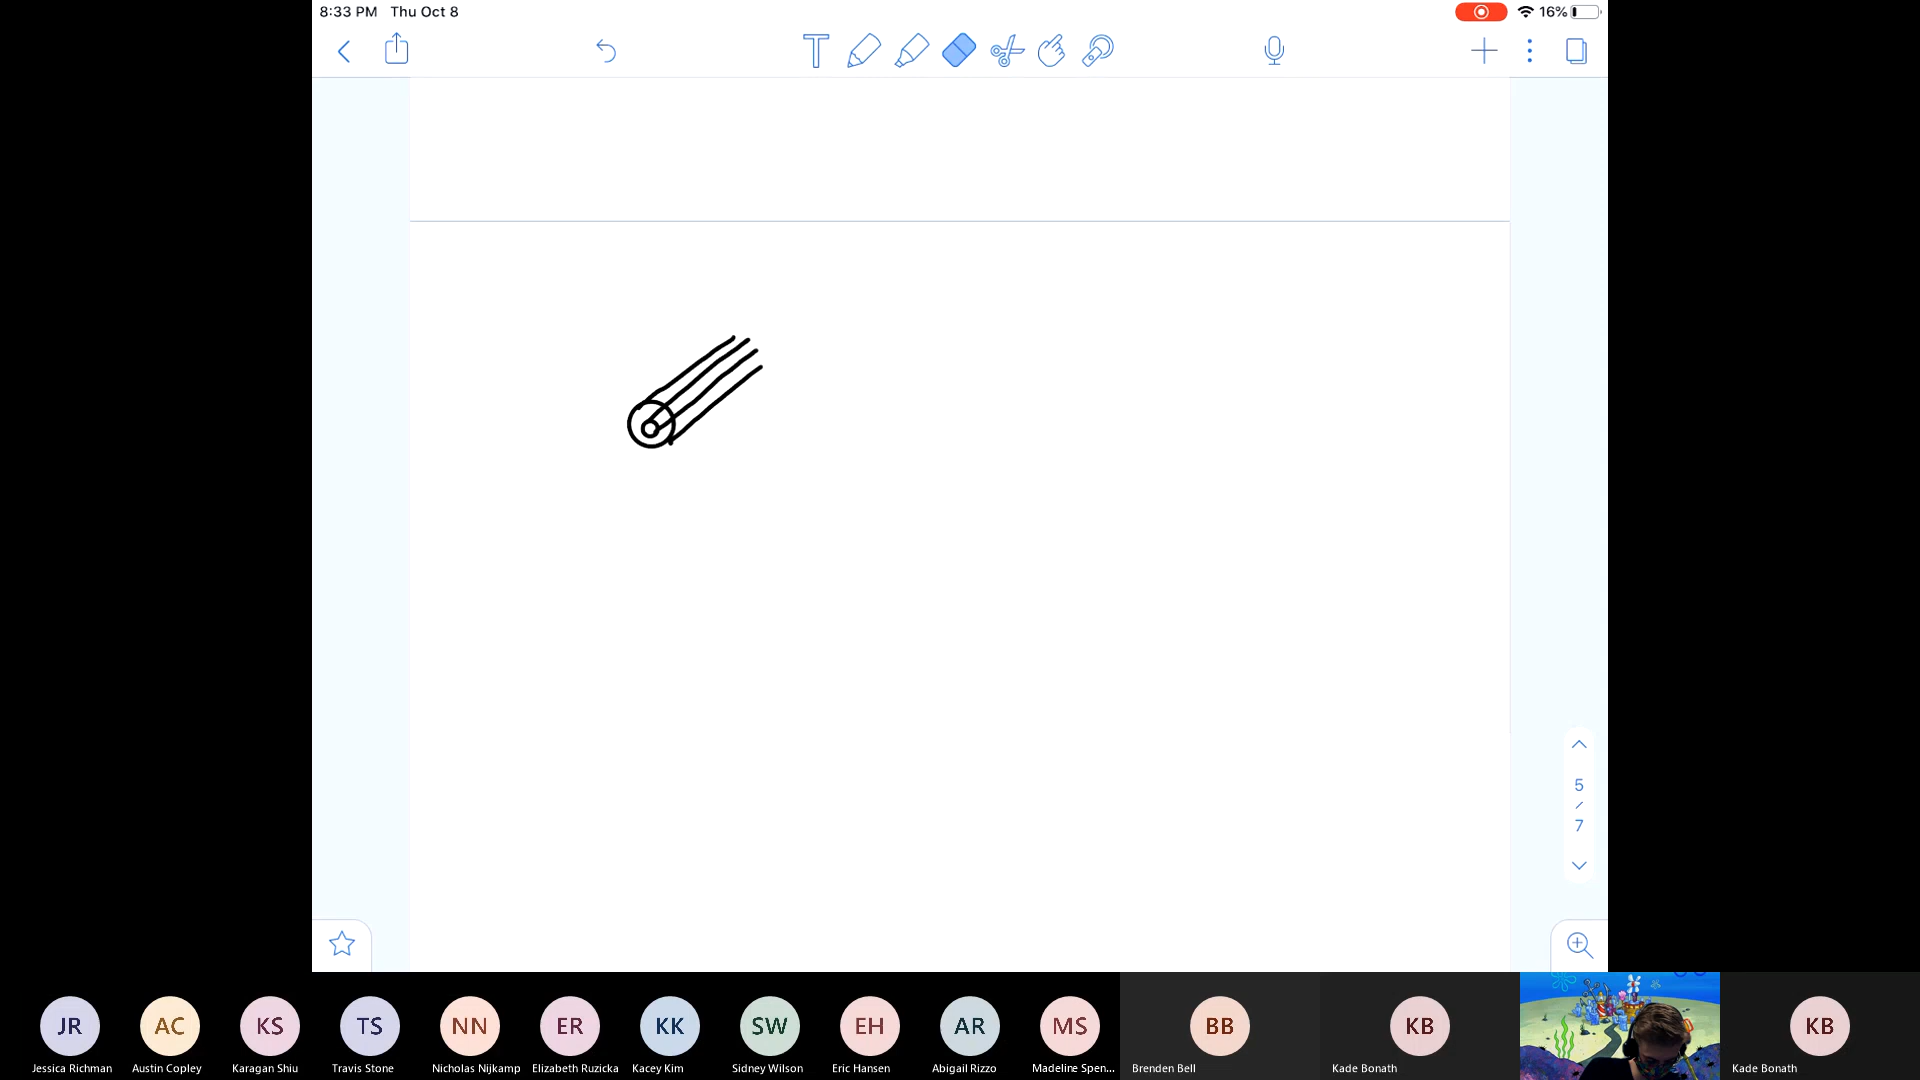 8:33 PM Thu Oct 8
16%
T
5
/
7
JR
AC
KS
TS
NN
ER
KK
SW
EH
AR
MS
BB
KB
KB
Jessica Richman
Austin Copley
Karagan Shiu
Travis Stone
Nicholas Nijkamp
Elizabeth Ruzicka
Kacey Kim
Sidney Wilson
Eric Hansen
Abigail Rizzo
Madeline Spen...
Brenden Bell
Kade Bonath
Kade Bonath